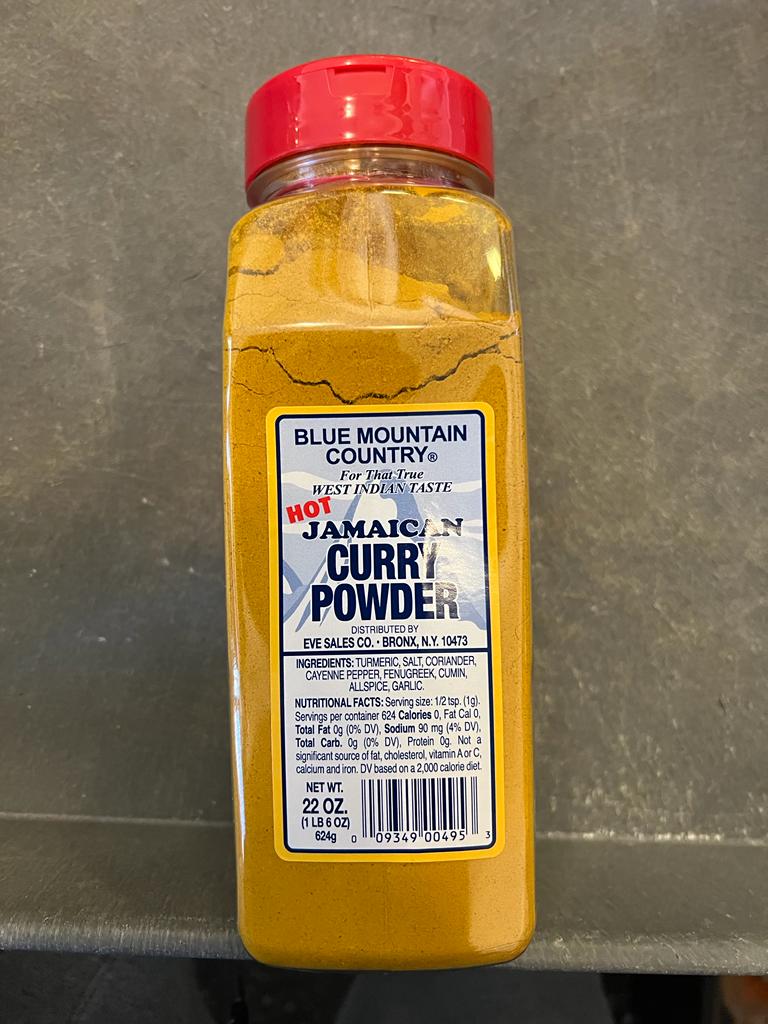 BLUE MOUNTAIN
COUNTRY®
For That True
WEST INDIAN TASTE
HOT
JAMAICAN
CURRY
POWDER
DISTRIBUTED BY
EVE SALES CO. • BRONX, N.Y. 10473
INGREDIENTS: TURMERIC, SALT, CORIANDER,
CAYENNE PEPPER, FENUGREEK, CUMIN,
ALLSPICE, GARLIC.
NUTRITIONAL FACTS: Serving size: 1/2 tsp. (1g).
Servings per container 624 Calories 0, Fat Cal 0,
Total Fat 0g (0% DV), Sodium 90 mg (4% DV),
Total Carb. 0g (0% DV), Protein 0g. Not a
significant source of fat, cholesterol, vitamin A or C,
calcium and iron. DV based on a 2,000 calorie diet.
NET WT.
22 OZ.
(1 LB 6 OZ)
624g
0 09349 00495 3